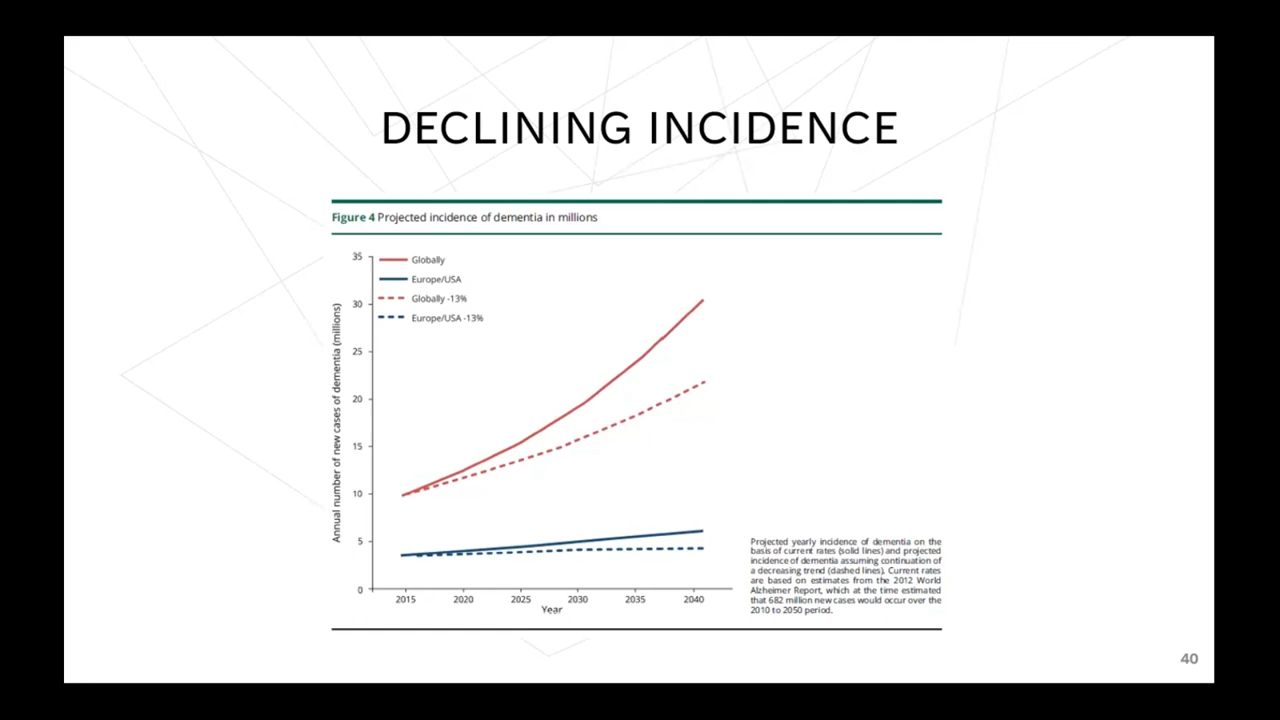 DECLINING INCIDENCE
Figure 4 Projected incidence of dementia in millions
35
30
25
20
15
10
5
0
Annual number of new cases of dementia (millions)
Globally
Europe/USA
Globally -13%
Europe/USA -13%
2015 2020 2025 2030 2035 2040
Year
Projected yearly incidence of dementia on the
basis of current rates (solid lines) and projected
incidence of dementia assuming continuation of
a decreasing trend (dashed lines). Current rates
are based on estimates from the 2012 World
Alzheimer Report, which at the time estimated
that 682 million new cases would occur over the
2010 to 2050 period.
40